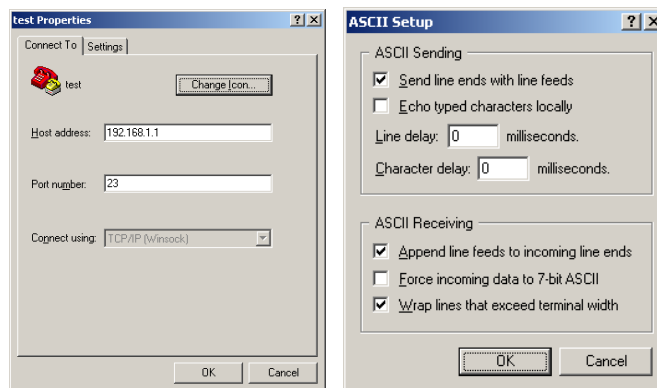 test Properties
Connect To
Settings
test
Change Icon...
Host address: 192.168.1.1
Port number: 23
Connect using: TCP/IP (Winsock)
OK
Cancel
ASCII Setup
ASCII Sending
Send line ends with line feeds
Echo typed characters locally
Line delay: 0 milliseconds.
Character delay: 0 milliseconds.
ASCII Receiving
Append line feeds to incoming line ends
Force incoming data to 7-bit ASCII
Wrap lines that exceed terminal width
OK
Cancel